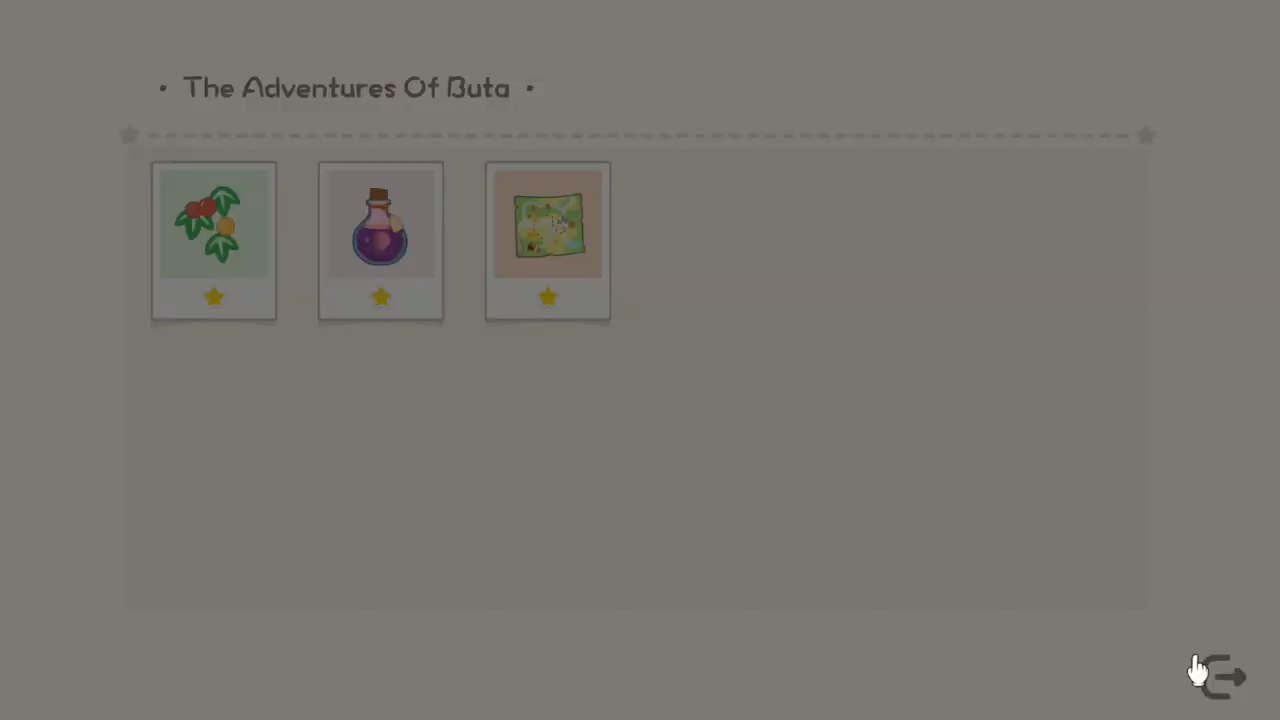 • The Adventures Of Buta •